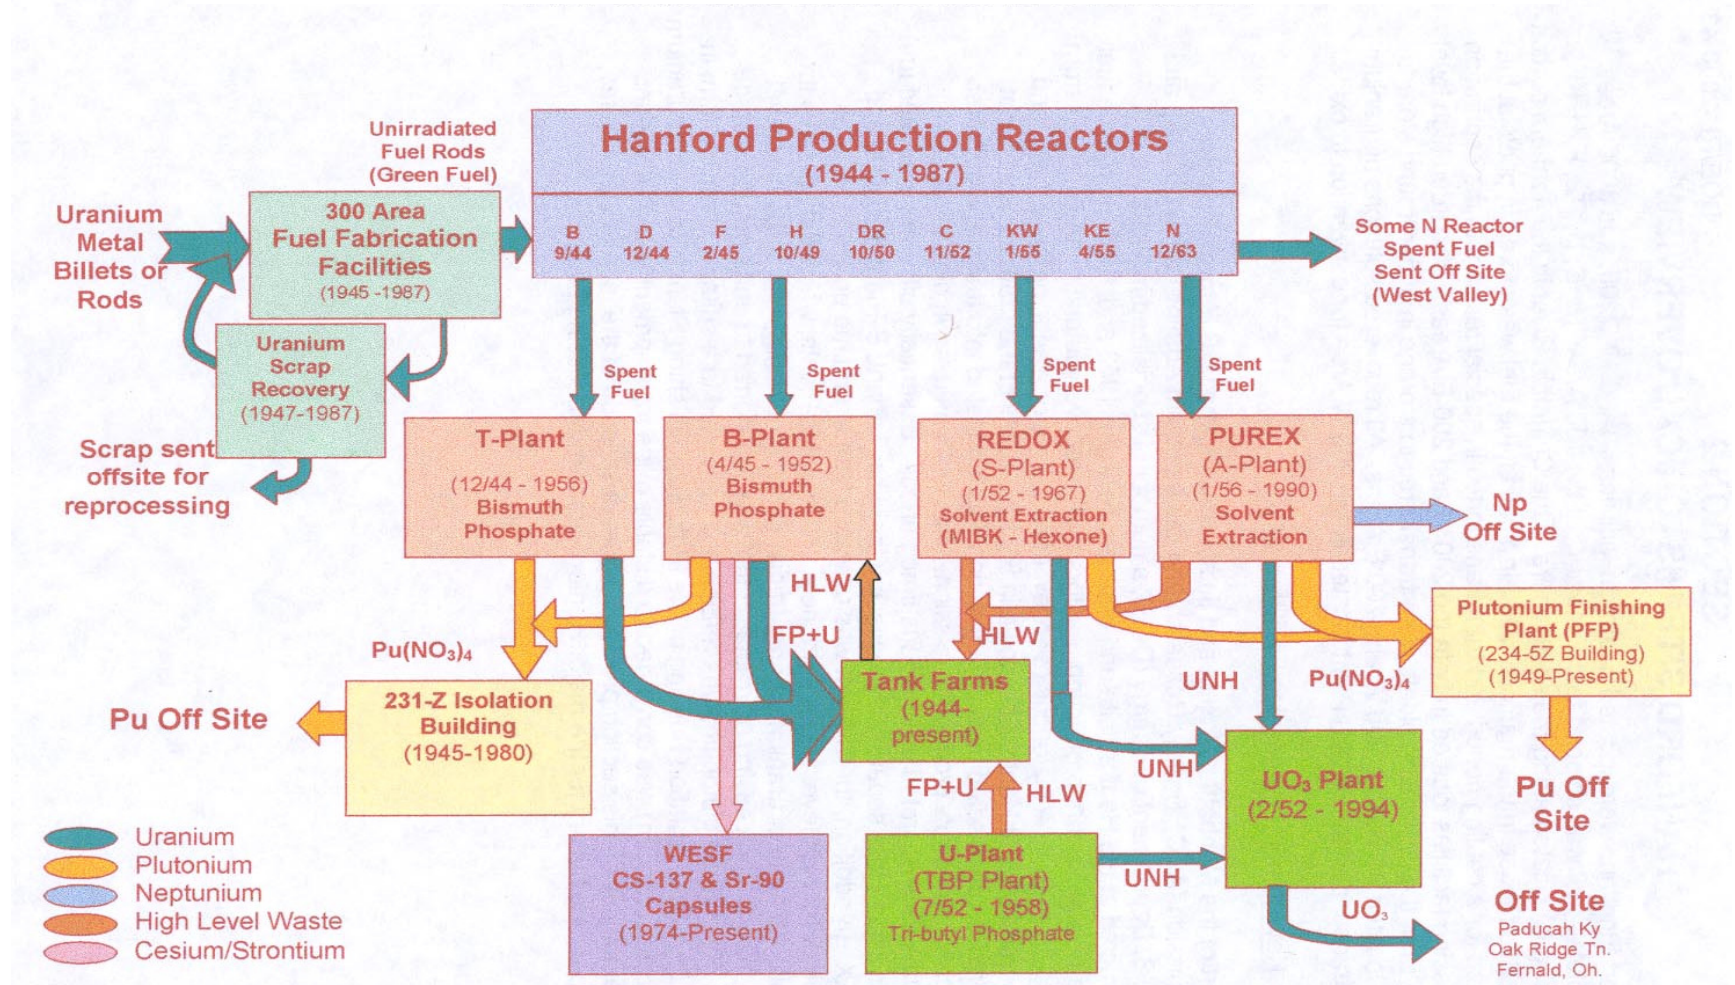 Hanford Production Reactors
(1944 - 1987)
B
9/44
D
12/44
F
2/45
H
10/49
DR
10/50
C
11/52
KW
1/55
KE
4/55
N
12/63
Unirradiated
Fuel Rods
(Green Fuel)
Uranium
Metal
Billets or
Rods
300 Area
Fuel Fabrication
Facilities
(1945 -1987)
Some N Reactor
Spent Fuel
Sent Off Site
(West Valley)
Uranium
Scrap
Recovery
(1947-1987)
Scrap sent
offsite for
reprocessing
Spent
Fuel
Spent
Fuel
Spent
Fuel
Spent
Fuel
T-Plant
(12/44 - 1956)
Bismuth
Phosphate
B-Plant
(4/45 - 1952)
Bismuth
Phosphate
REDOX
(S-Plant)
(1/52 - 1967)
Solvent Extraction
(MIBK - Hexone)
PUREX
(A-Plant)
(1/56 - 1990)
Solvent
Extraction
Np
Off Site
HLW
FP+U
HLW
Pu(NO₃)₄
UNH
Pu(NO₃)₄
Plutonium Finishing
Plant (PFP)
(234-5Z Building)
(1949-Present)
Pu Off Site
231-Z Isolation
Building
(1945-1980)
Tank Farms
(1944-
present)
UNH
UO₃ Plant
(2/52 - 1994)
Pu Off
Site
FP+U
HLW
WESF
CS-137 & Sr-90
Capsules
(1974-Present)
U-Plant
(TBP Plant)
(7/52 - 1958)
Tri-butyl Phosphate
UNH
UO₃
Off Site
Paducah Ky
Oak Ridge Tn.
Fernald, Oh.
Uranium
Plutonium
Neptunium
High Level Waste
Cesium/Strontium